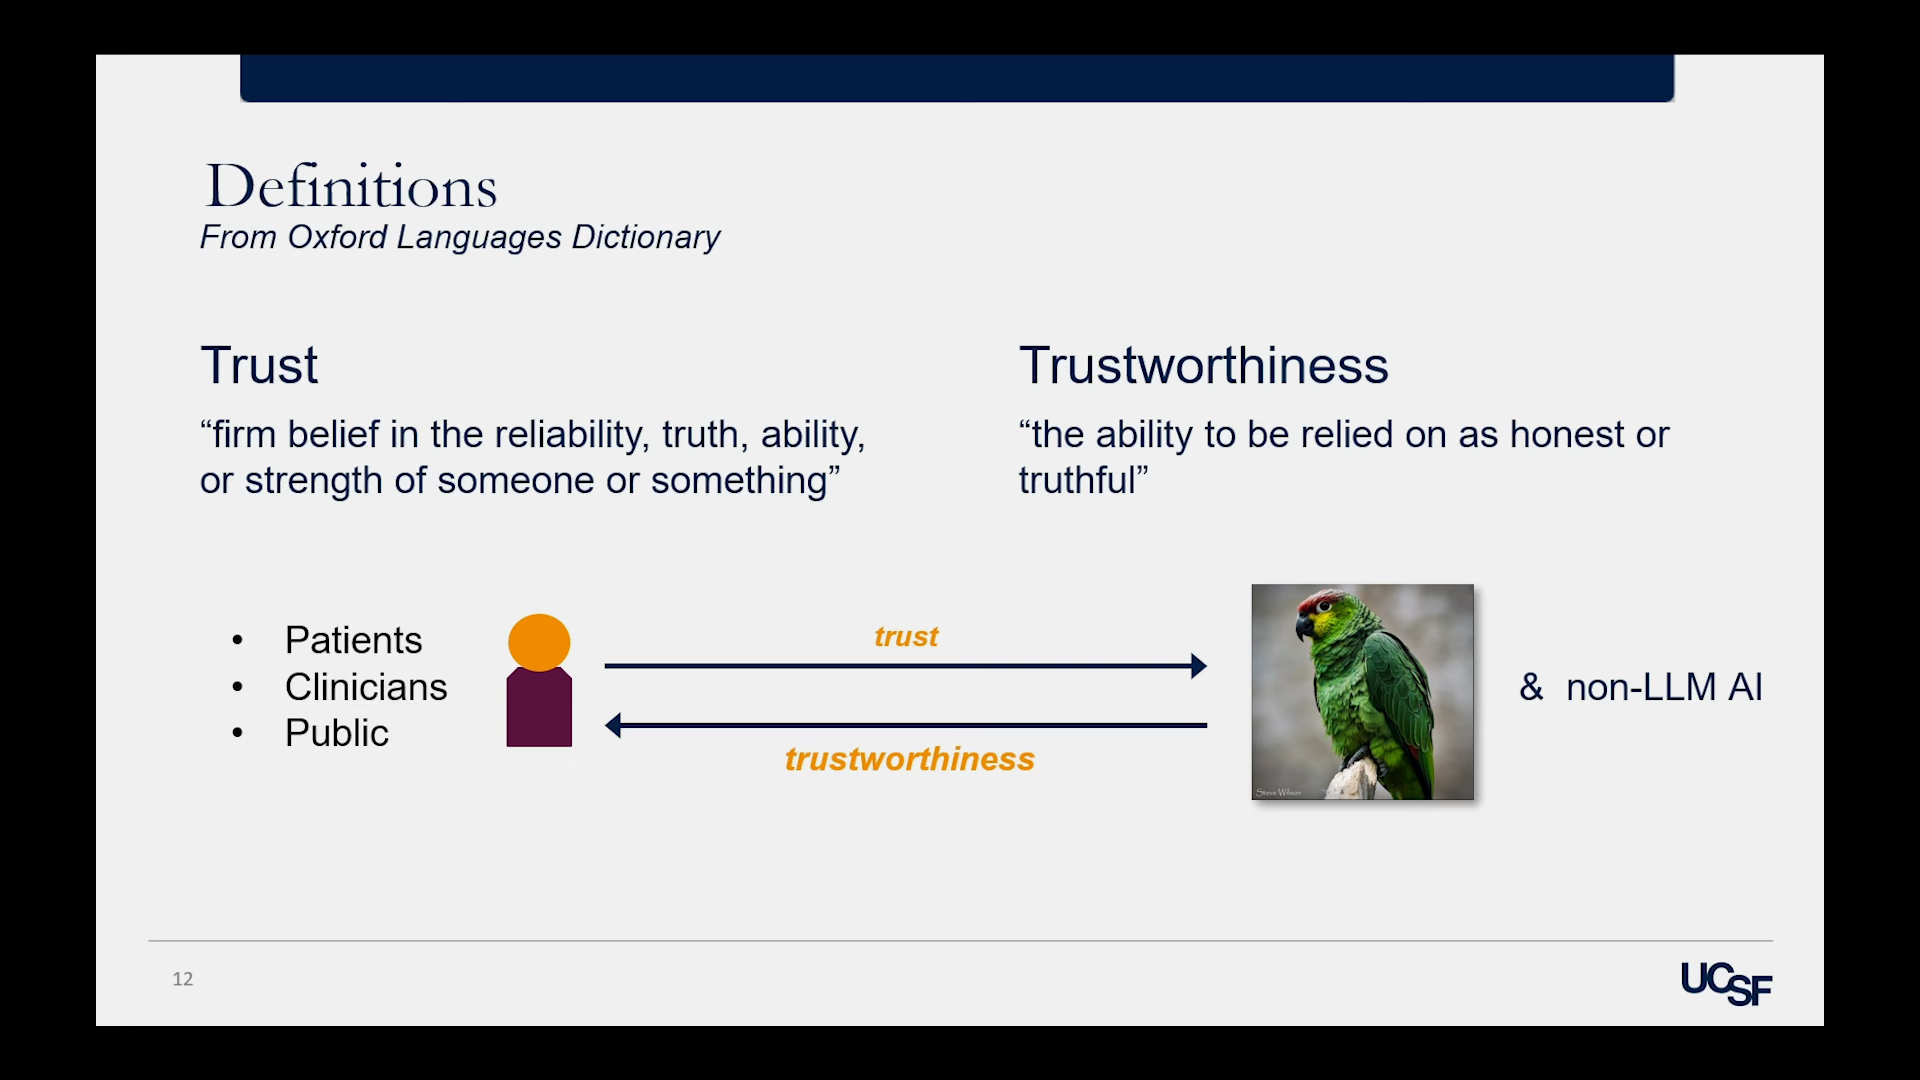 Definitions
From Oxford Languages Dictionary
Trust
“firm belief in the reliability, truth, ability,
or strength of someone or something”
Trustworthiness
“the ability to be relied on as honest or
truthful”
• Patients
• Clinicians
• Public
trust
trustworthiness
Steve Wilson
& non-LLM AI
12
UCSF